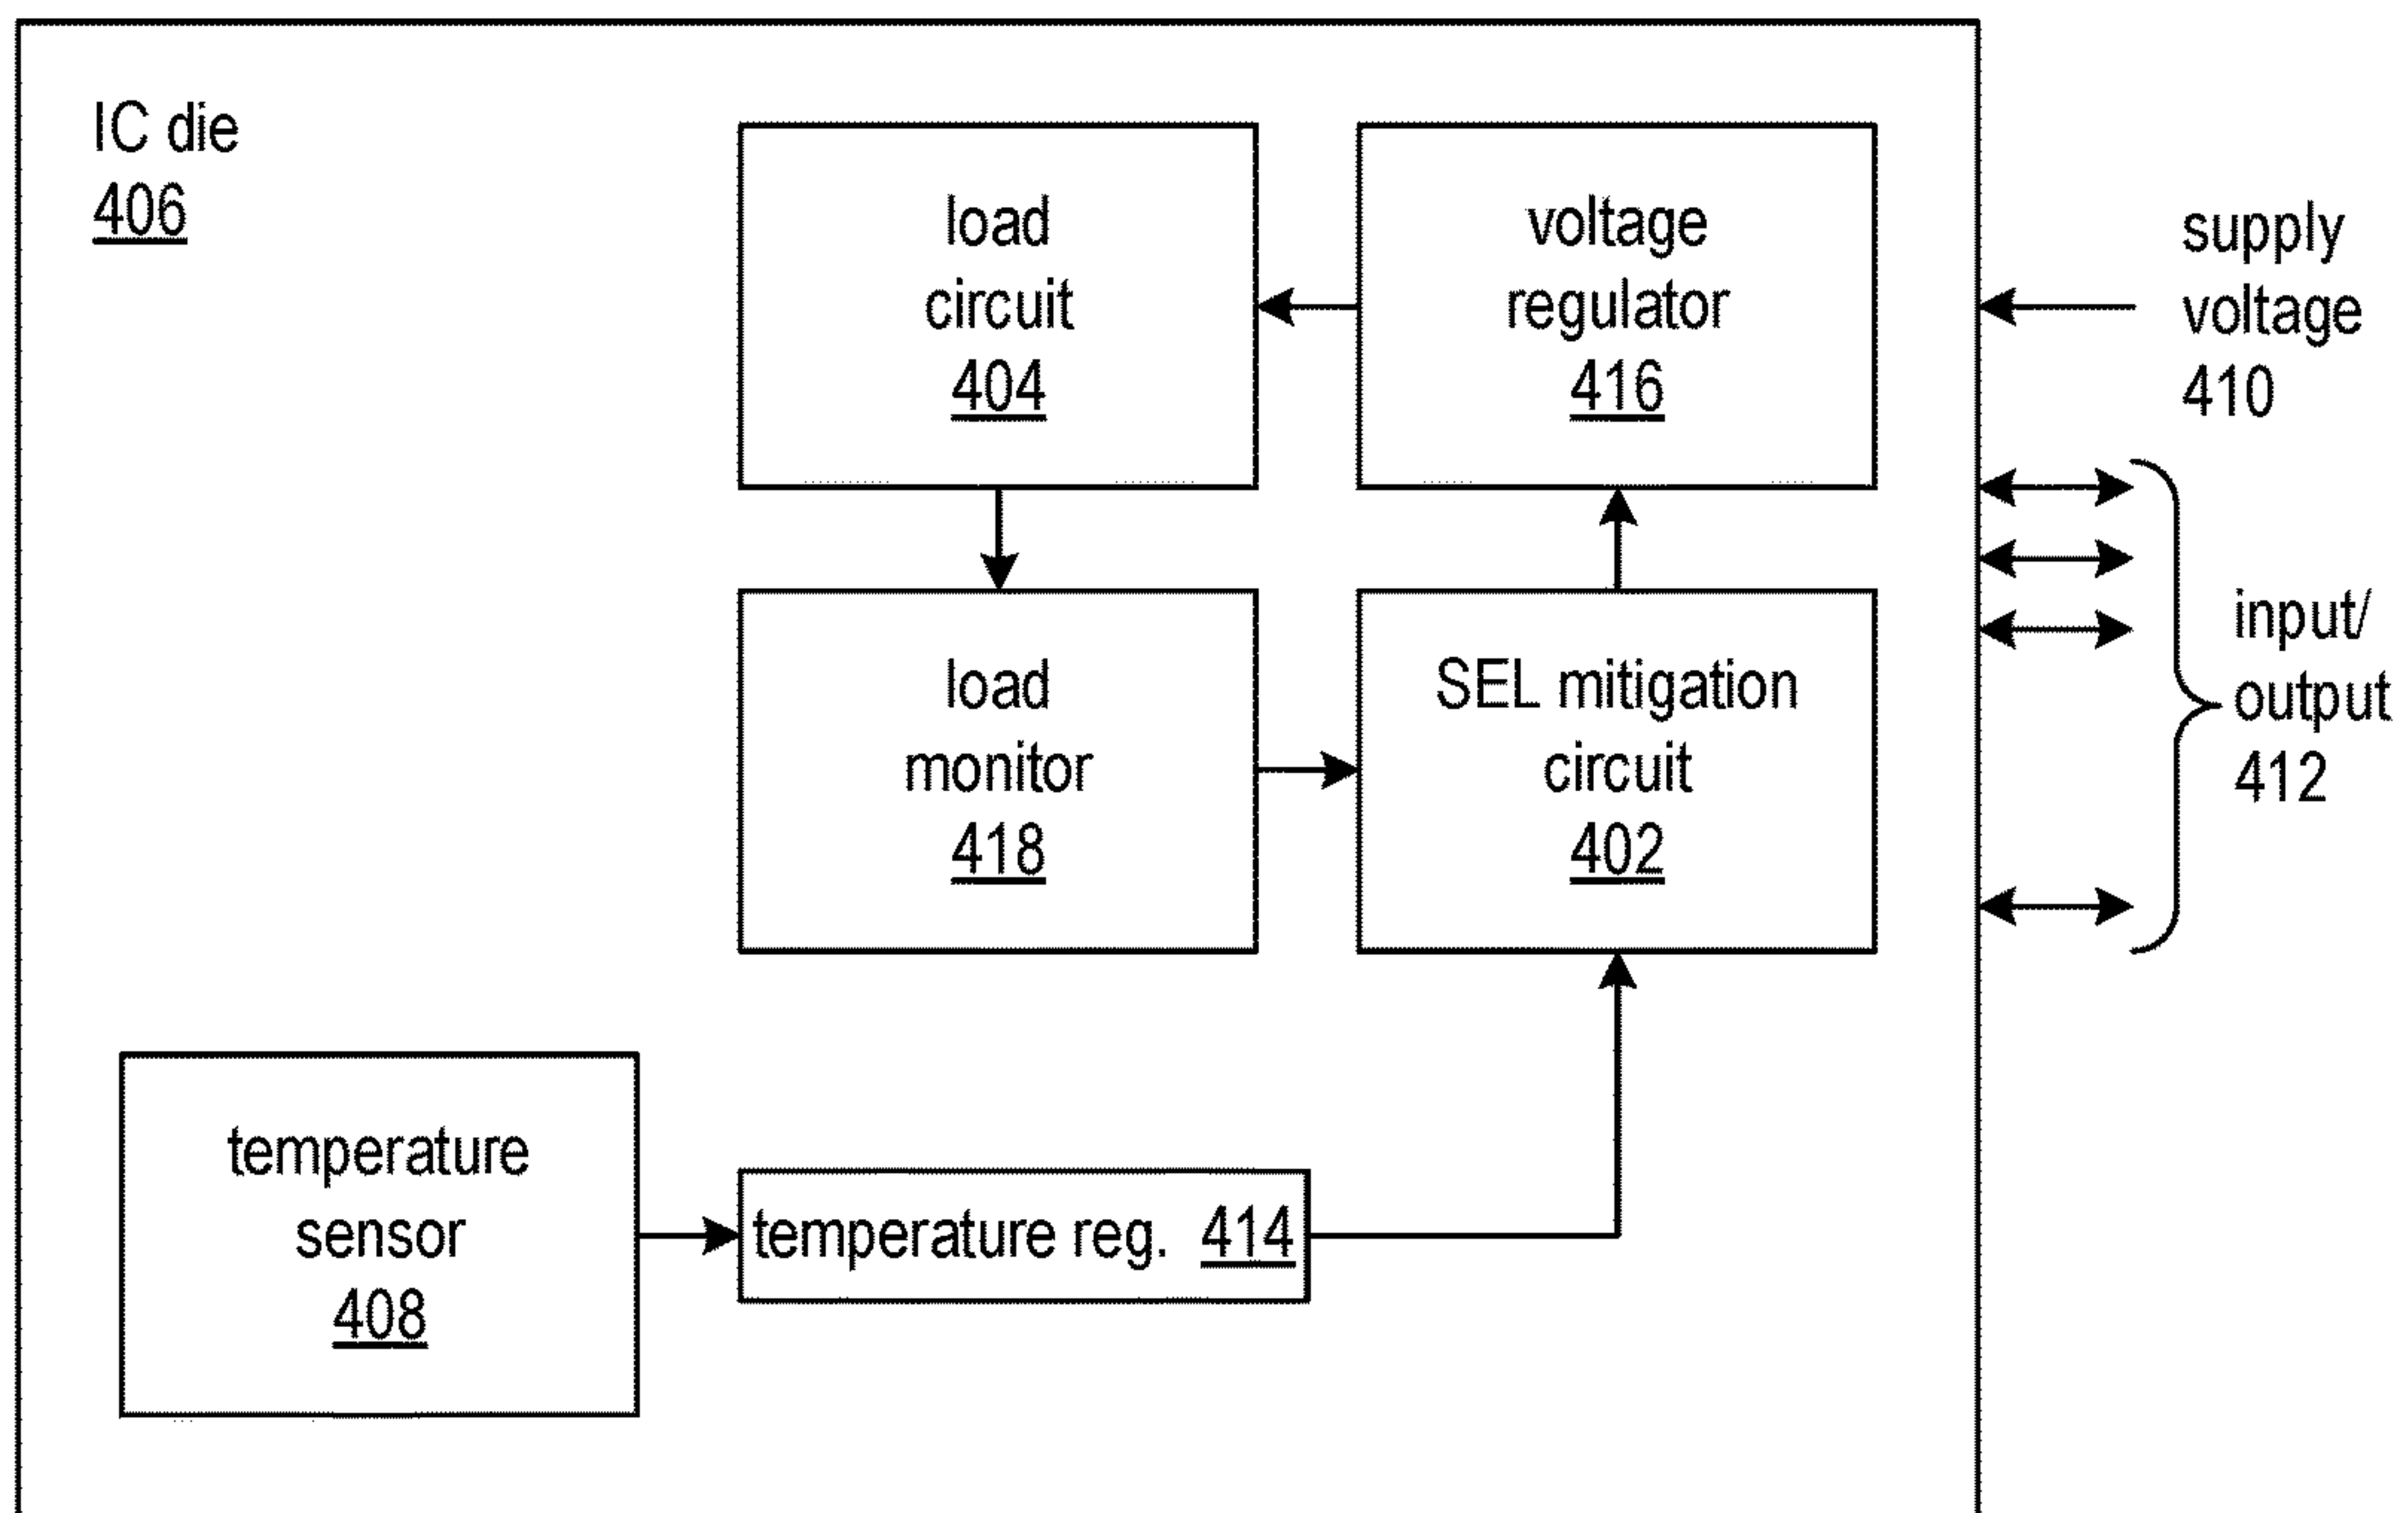 IC die
406
load
circuit
404
voltage
regulator
416
supply
voltage
410
load
monitor
418
SEL mitigation
circuit
402
input/
output
412
temperature
sensor
408
temperature reg. 414